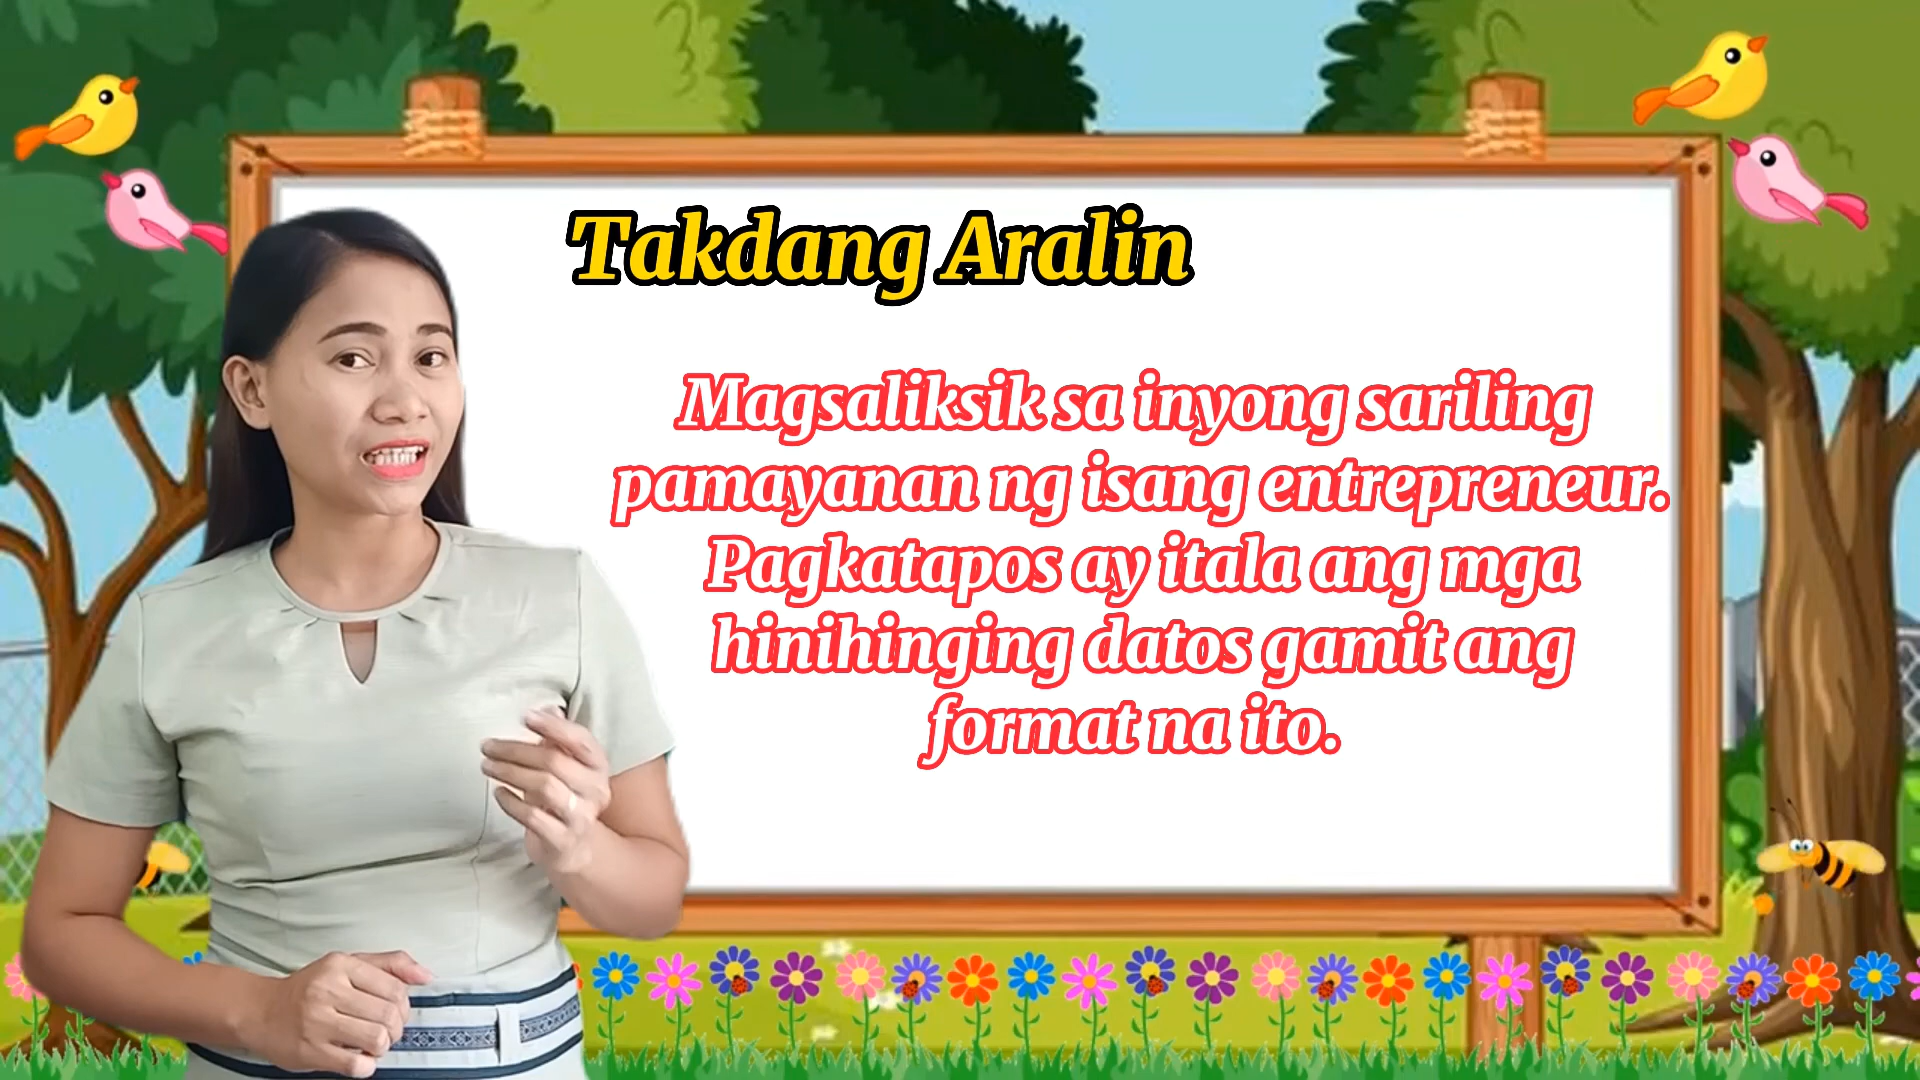 Takdang Aralin
Magsaliksik sa inyong sariling
pamayanan ng isang entrepreneur.
Pagkatapos ay itala ang mga
hinihinging datos gamit ang
format na ito.